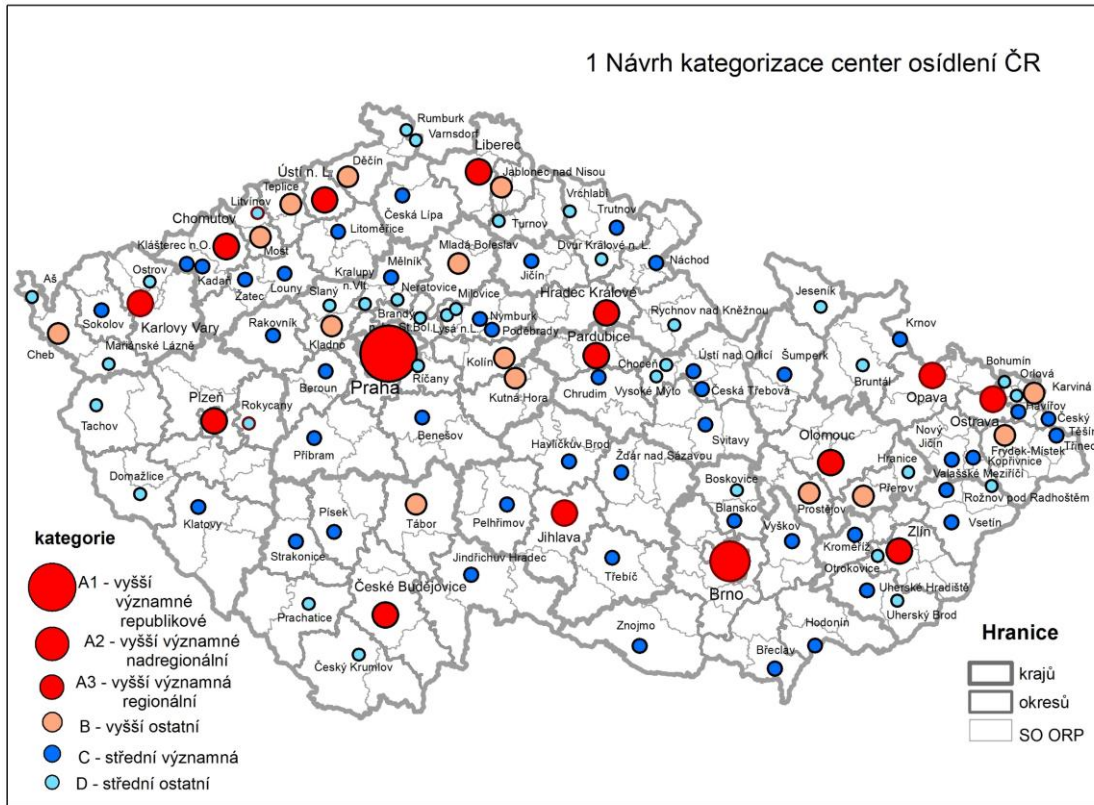 1 Návrh kategorizace center osídlení ČR
Rumburk
Varnsdorf
Liberec
Děčín
Ústí n. L.
Teplice
Jablonec nad Nisou
Litvínov
Vrchlabí
Chomutov
Česká Lípa
Trutnov
Turnov
Klášterec n.O.
Most
Litoměřice
Mladá Boleslav
Dvůr Králové n. L.
Aš
Ostrov
Kadaň
Mělník
Jičín
Náchod
Žatec
Louny
Kralupy
n.Vlt.
Slaný
Neratovice
Milovice
Hradec Králové
Jeseník
Sokolov
Karlovy Vary
Brandý
St.Bol.
Lysá n.L.
Nymburk
Poděbrady
Rychnov nad Kněžnou
Krnov
Rakovník
Kladno
Pardubice
Cheb
Mariánské Lázně
Kolín
Choceň
Ústí nad Orlicí
Šumperk
Bohumín
Orlová
Beroun
Praha
Říčany
Bruntál
Opava
Karviná
Chrudim
Vysoké Mýto
Česká Třebová
Plzeň
Kutná Hora
Havířov
Rokycany
Ostrava
Český
Těšín
Tachov
Benešov
Svitavy
Olomouc
Nový
Jičín
Třinec
Příbram
Havlíčkův Brod
Frýdek-Místek
Žďár nad Sázavou
Hranice
Kopřivnice
Domažlice
Boskovice
Valašské Meziříčí
Přerov
Rožnov pod Radhoštěm
Klatovy
Písek
Tábor
Pelhřimov
Blansko
Prostějov
Vyškov
Vsetín
Jihlava
Kroměříž
Zlín
Strakonice
Jindřichův Hradec
Třebíč
Otrokovice
České Budějovice
Brno
Uherské Hradiště
Prachatice
Uherský Brod
Znojmo
Hodonín
Český Krumlov
Břeclav
kategorie
A1 - vyšší
významné
republikové
A2 - vyšší významné
nadregionální
A3 - vyšší významná
regionální
B - vyšší ostatní
C - střední významná
D - střední ostatní
Hranice
krajů
okresů
SO ORP